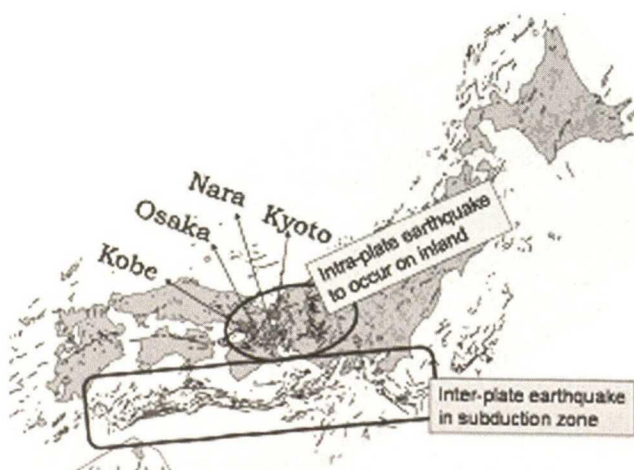 Nara
Kyoto
Osaka
Kobe
Intra-plate earthquake
to occur on inland
Inter-plate earthquake
in subduction zone